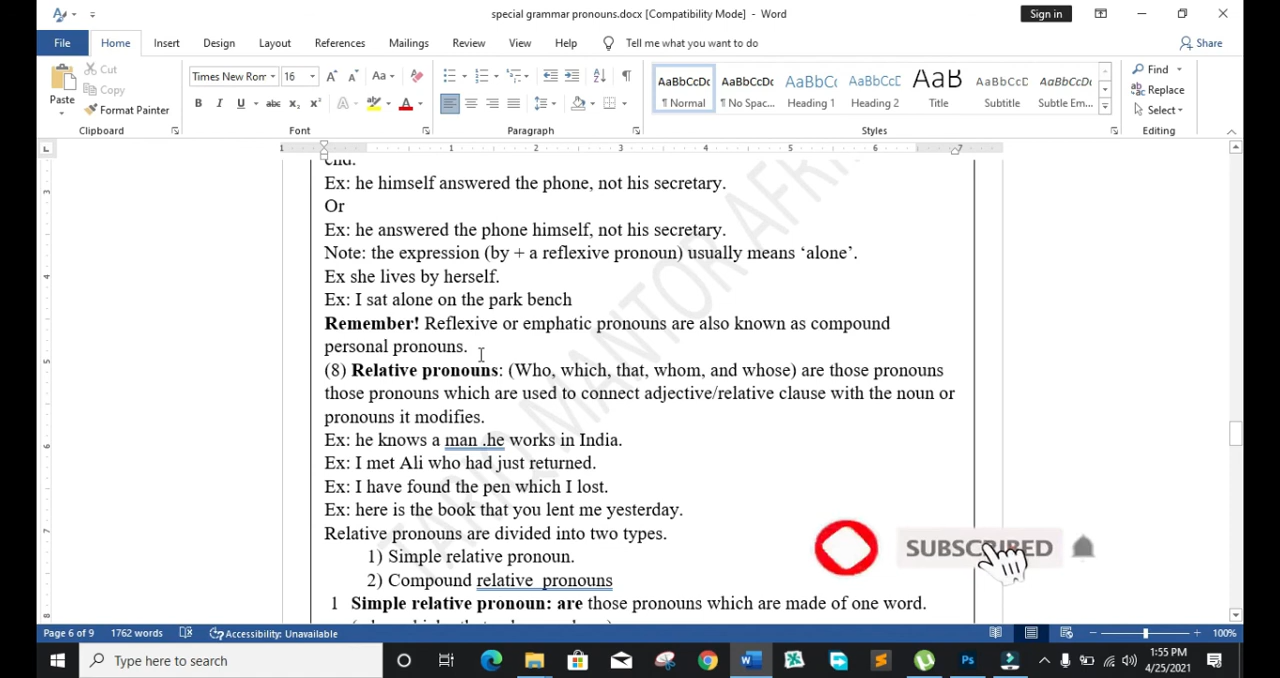 special grammar pronouns.docx [Compatibility Mode] - Word
Sign in
File Home Insert Design Layout References Mailings Review View Help Tell me what you want to do Share
Paste
Cut
Copy
Format Painter
Clipboard
Times New Rom 16
Font
Paragraph
AaBbCcDc ¶ Normal
AaBbCcDc ¶ No Spac...
AaBbCc Heading 1
AaBbCcD Heading 2
AaB Title
AaBbCcD Subtitle
AaBbCcDc Subtle Em...
Styles
Find
Replace
Select
Editing
end.
Ex: he himself answered the phone, not his secretary.
Or
Ex: he answered the phone himself, not his secretary.
Note: the expression (by + a reflexive pronoun) usually means ‘alone’.
Ex she lives by herself.
Ex: I sat alone on the park bench
Remember! Reflexive or emphatic pronouns are also known as compound
personal pronouns.
(8) Relative pronouns: (Who, which, that, whom, and whose) are those pronouns
those pronouns which are used to connect adjective/relative clause with the noun or
pronouns it modifies.
Ex: he knows a man .he works in India.
Ex: I met Ali who had just returned.
Ex: I have found the pen which I lost.
Ex: here is the book that you lent me yesterday.
Relative pronouns are divided into two types.
1) Simple relative pronoun.
2) Compound relative pronouns
1 Simple relative pronoun: are those pronouns which are made of one word.
SUBSCRIBED
Page 6 of 9 1762 words Accessibility: Unavailable 100%
Type here to search
1:55 PM
4/25/2021